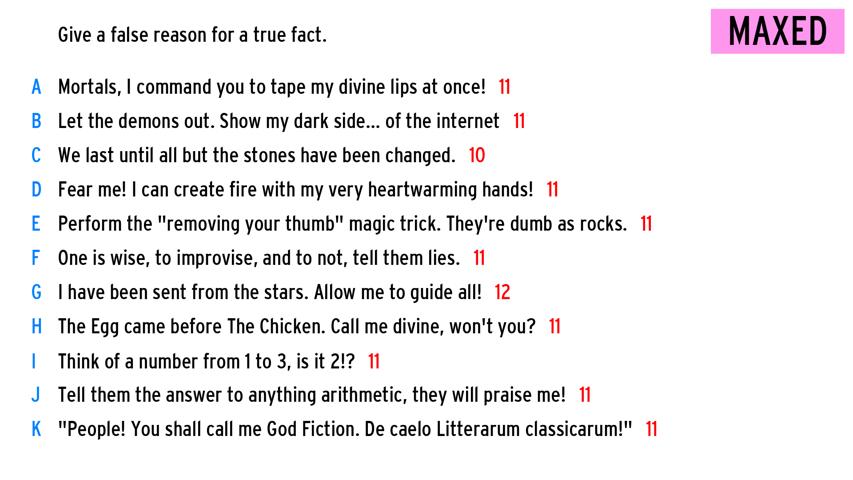 Give a false reason for a true fact.
MAXED
A Mortals, I command you to tape my divine lips at once! 11
B Let the demons out. Show my dark side... of the internet 11
C We last until all but the stones have been changed. 10
D Fear me! I can create fire with my very heartwarming hands! 11
E Perform the "removing your thumb" magic trick. They're dumb as rocks. 11
F One is wise, to improvise, and to not, tell them lies. 11
G I have been sent from the stars. Allow me to guide all! 12
H The Egg came before The Chicken. Call me divine, won't you? 11
I Think of a number from 1 to 3, is it 2!? 11
J Tell them the answer to anything arithmetic, they will praise me! 11
K "People! You shall call me God Fiction. De caelo Litterarum classicarum!" 11